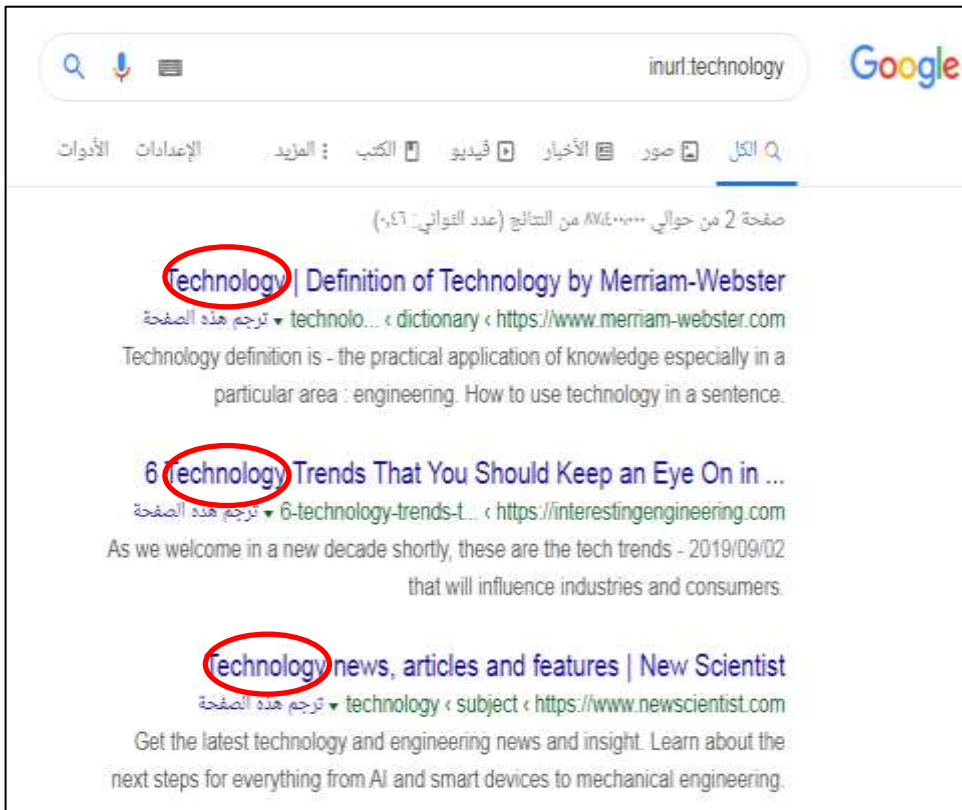 Google
inurl:technology
الكل صور الأخبار ڤيديو الكتب المزيد الإعدادات الأدوات
صفحة 2 من حوالي ٨٧٬٤٠٠٬٠٠٠ من النتائج (عدد الثواني: ٠٫٤٦)
Technology | Definition of Technology by Merriam-Webster
https://www.merriam-webster.com › dictionary › technolo... ترجم هذه الصفحة
Technology definition is - the practical application of knowledge especially in a
particular area : engineering. How to use technology in a sentence.
6 Technology Trends That You Should Keep an Eye On in ...
https://interestingengineering.com › 6-technology-trends-t... ترجم هذه الصفحة
As we welcome in a new decade shortly, these are the tech trends - 2019/09/02
that will influence industries and consumers.
Technology news, articles and features | New Scientist
https://www.newscientist.com › subject › technology ترجم هذه الصفحة
Get the latest technology and engineering news and insight. Learn about the
next steps for everything from AI and smart devices to mechanical engineering.